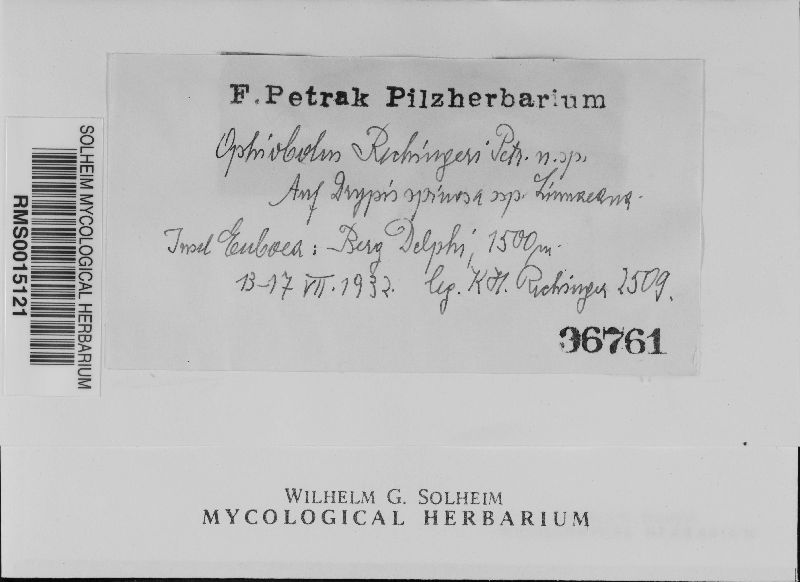 F. Petrak Pilzherbarium
Ophiobolus Rechingeri Petr. n. sp.
Auf Drypis spinosa ssp. Linnaeana.
Insel Euboea: Berg Delphi, 1500 m.
13-17 VII. 1932. leg. K.H. Rechinger 2509.
36761
SOLHEIM MYCOLOGICAL HERBARIUM
RMS0015121
WILHELM G. SOLHEIM
MYCOLOGICAL HERBARIUM